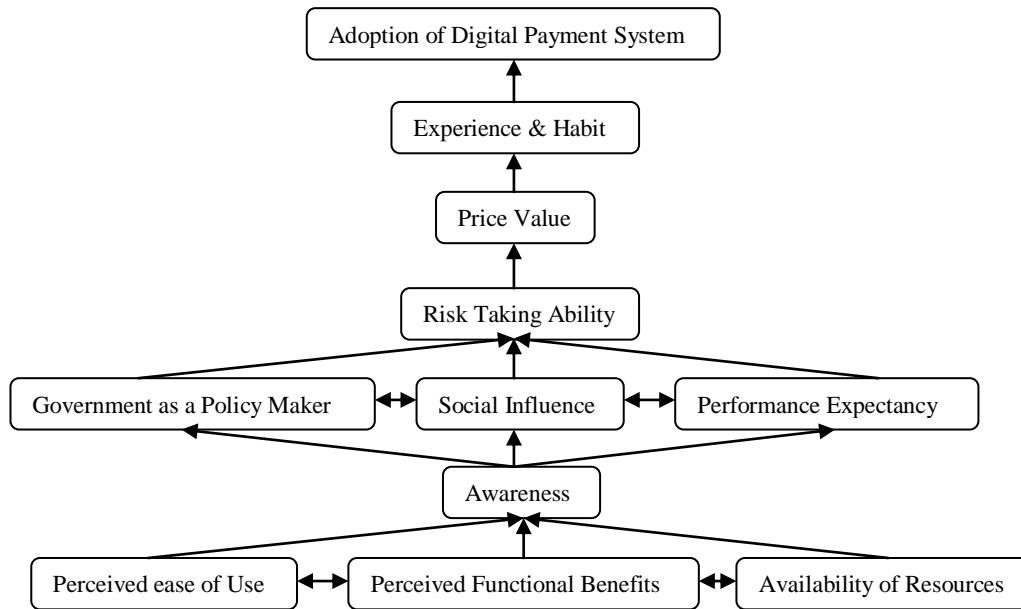 Adoption of Digital Payment System
Experience & Habit
Price Value
Risk Taking Ability
Government as a Policy Maker
Social Influence
Performance Expectancy
Awareness
Perceived ease of Use
Perceived Functional Benefits
Availability of Resources